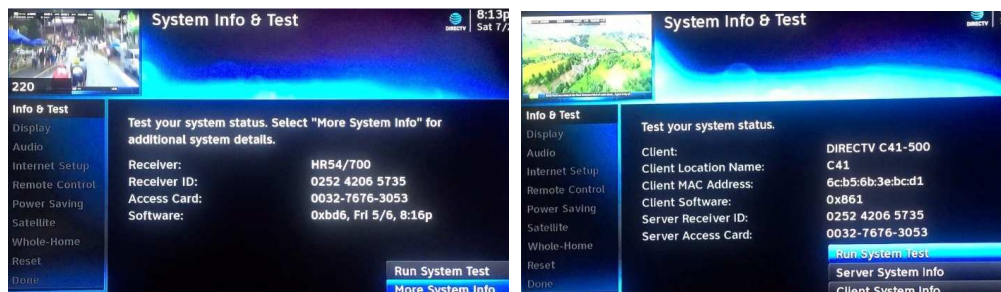 System Info & Test
DIRECTV
8:13p
Sat 7/2
220
Info & Test
Display
Audio
Internet Setup
Remote Control
Power Saving
Satellite
Whole-Home
Reset
Done
Test your system status. Select "More System Info" for
additional system details.
Receiver: HR54/700
Receiver ID: 0252 4206 5735
Access Card: 0032-7676-3053
Software: 0xbd6, Fri 5/6, 8:16p
Run System Test
More System Info
System Info & Test
DIRECTV
Info & Test
Display
Audio
Internet Setup
Remote Control
Power Saving
Satellite
Whole-Home
Reset
Done
Test your system status.
Client: DIRECTV C41-500
Client Location Name: C41
Client MAC Address: 6c:b5:6b:3e:bc:d1
Client Software: 0x861
Server Receiver ID: 0252 4206 5735
Server Access Card: 0032-7676-3053
Run System Test
Server System Info
Client System Info